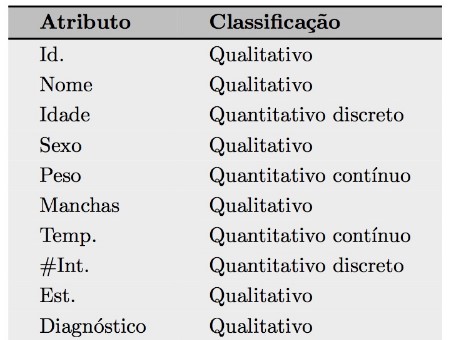 Atributo Classificação
Id. Qualitativo
Nome Qualitativo
Idade Quantitativo discreto
Sexo Qualitativo
Peso Quantitativo contínuo
Manchas Qualitativo
Temp. Quantitativo contínuo
#Int. Quantitativo discreto
Est. Qualitativo
Diagnóstico Qualitativo